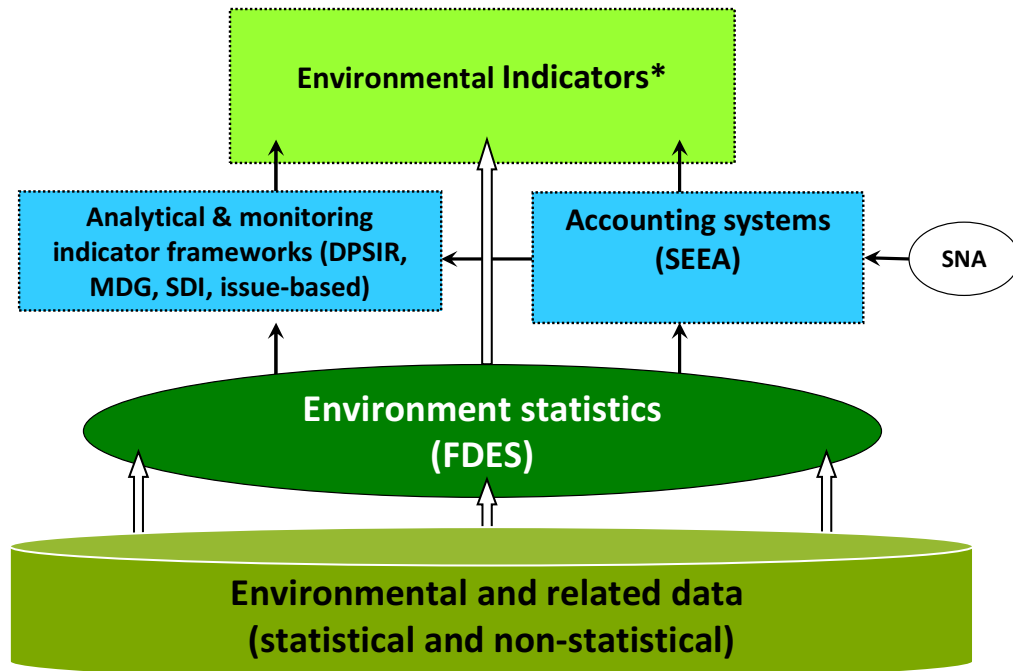 Environmental Indicators*
Analytical & monitoring
indicator frameworks (DPSIR,
MDG, SDI, issue-based)
Accounting systems
(SEEA)
SNA
Environment statistics
(FDES)
Environmental and related data
(statistical and non-statistical)